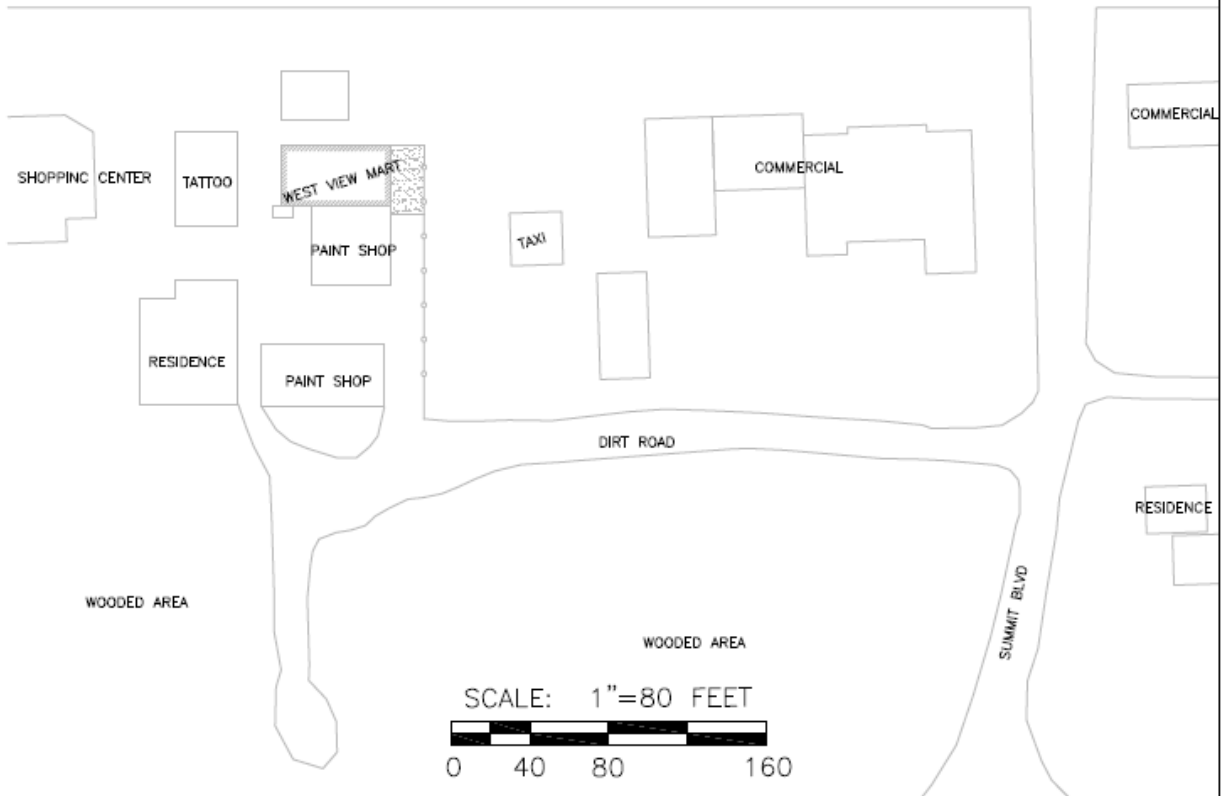 COMMERCIAL
SHOPPING CENTER
TATTOO
WEST VIEW MART
COMMERCIAL
PAINT SHOP
TAXI
RESIDENCE
PAINT SHOP
DIRT ROAD
RESIDENCE
WOODED AREA
SUMMIT BLVD
WOODED AREA
SCALE: 1"=80 FEET
0 40 80 160